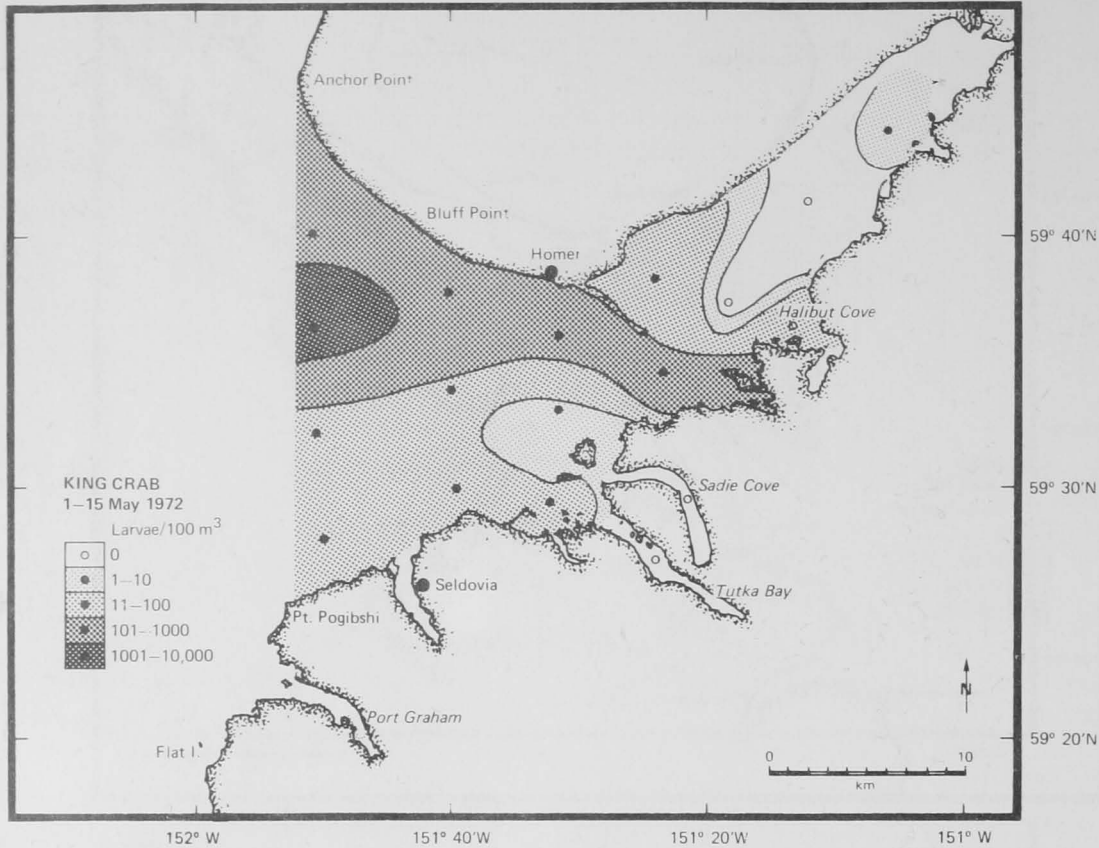 Anchor Point
Bluff Point
Homer
59° 40'N
Halibut Cove
KING CRAB
1–15 May 1972
Larvae/100 m³
0
1–10
11–100
101–1000
1001–10,000
59° 30'N
Sadie Cove
Seldovia
Tutka Bay
Pt. Pogibshi
N
Port Graham
Flat I.
59° 20'N
0 10
km
152° W 151° 40'W 151° 20'W 151° W